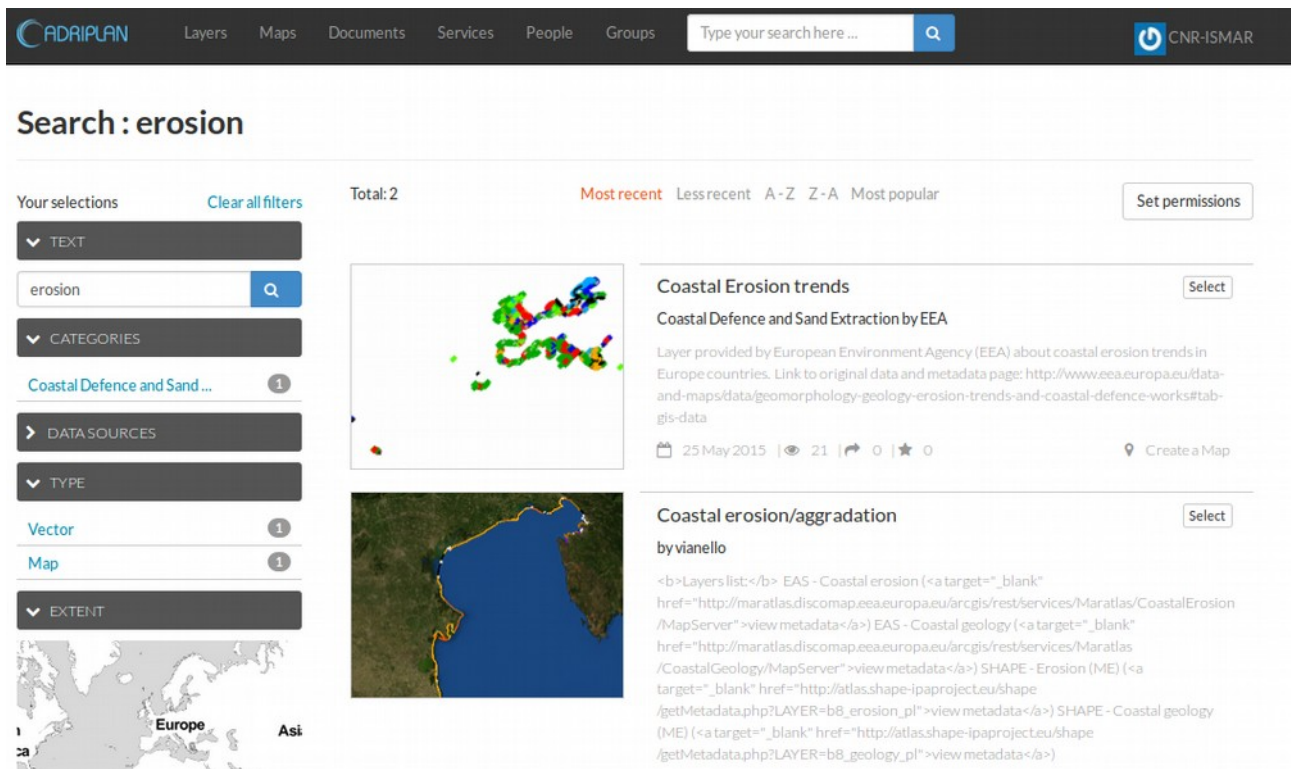 ADRIPLAN Layers Maps Documents Services People Groups Type your search here ... CNR-ISMAR
Search : erosion
Your selections Clear all filters
TEXT
erosion
CATEGORIES
Coastal Defence and Sand ... 1
DATA SOURCES
TYPE
Vector 1
Map 1
EXTENT
Europe
Asi
ca
Total: 2 Most recent Less recent A - Z Z - A Most popular Set permissions
Coastal Erosion trends Select
Coastal Defence and Sand Extraction by EEA
Layer provided by European Environment Agency (EEA) about coastal erosion trends in
Europe countries. Link to original data and metadata page: http://www.eea.europa.eu/data-
and-maps/data/geomorphology-geology-erosion-trends-and-coastal-defence-works#tab-
gis-data
25 May 2015 | 21 | 0 | 0 Create a Map
Coastal erosion/aggradation Select
by vianello
<b>Layers list:</b> EAS - Coastal erosion (<a target="_blank"
href="http://maratlas.discomap.eea.europa.eu/arcgis/rest/services/Maratlas/CoastalErosion
/MapServer">view metadata</a>) EAS - Coastal geology (<a target="_blank"
href="http://maratlas.discomap.eea.europa.eu/arcgis/rest/services/Maratlas
/CoastalGeology/MapServer">view metadata</a>) SHAPE - Erosion (ME) (<a
target="_blank" href="http://atlas.shape-ipaproject.eu/shape
/getMetadata.php?LAYER=b8_erosion_pl">view metadata</a>) SHAPE - Coastal geology
(ME) (<a target="_blank" href="http://atlas.shape-ipaproject.eu/shape
/getMetadata.php?LAYER=b8_geology_pl">view metadata</a>)